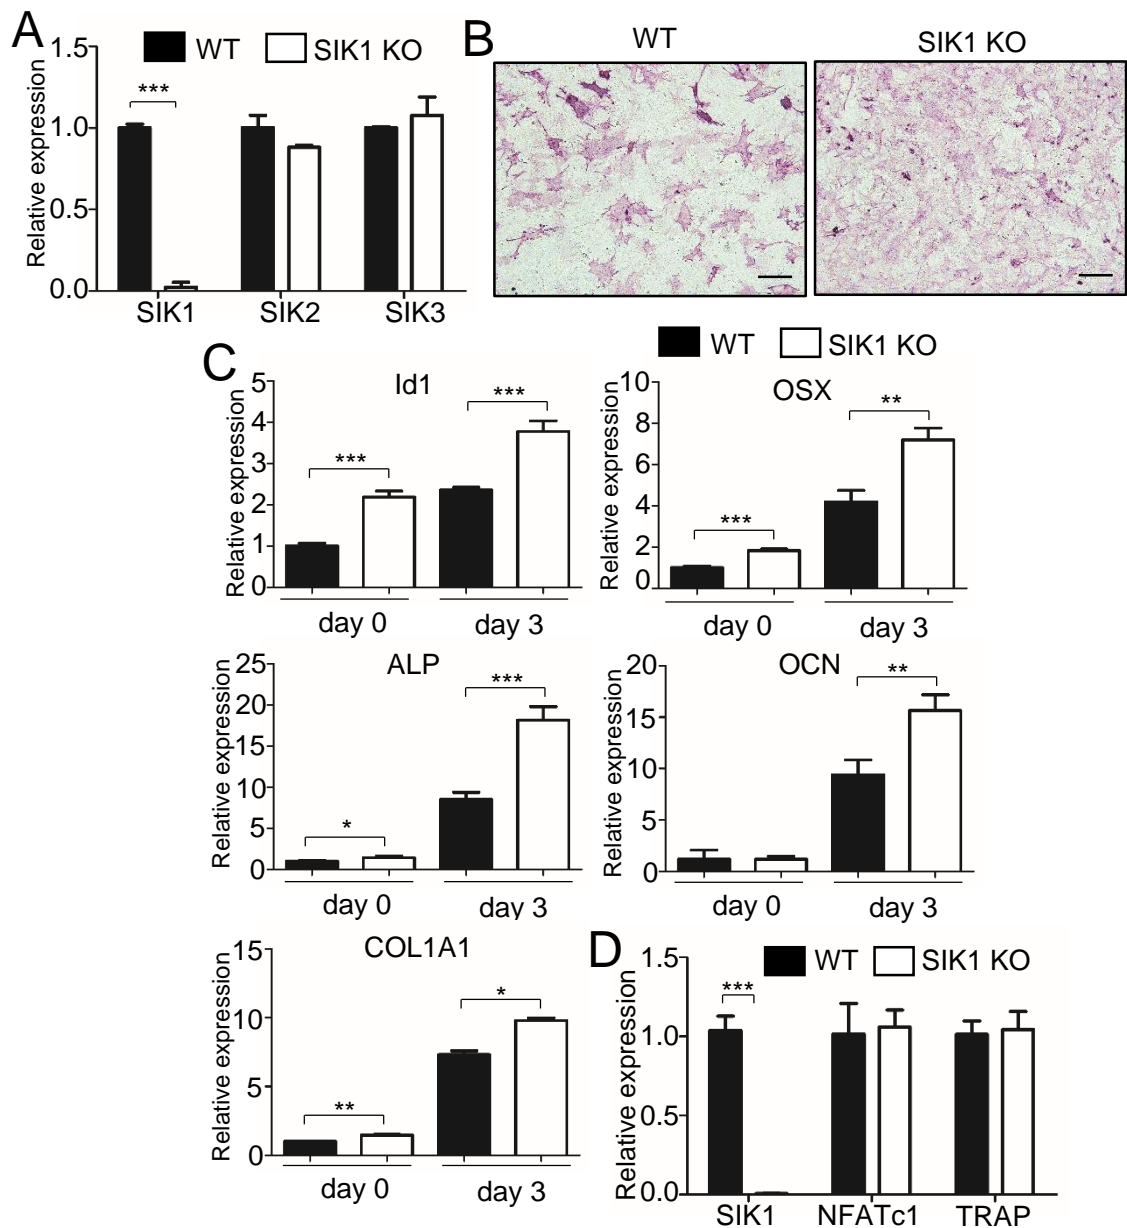 A
WT SIK1 KO
Relative expression
1.5
1.0
0.5
0.0
***
SIK1 SIK2 SIK3
B
WT SIK1 KO
WT SIK1 KO
C
Id1
Relative expression
5
4
3
2
1
0
***
***
day 0 day 3
OSX
Relative expression
10
8
6
4
2
0
***
**
day 0 day 3
ALP
Relative expression
25
20
15
10
5
0
*
***
day 0 day 3
OCN
Relative expression
20
15
10
5
0
**
day 0 day 3
COL1A1
Relative expression
15
10
5
0
**
*
day 0 day 3
D
WT SIK1 KO
Relative expression
1.5
1.0
0.5
0.0
***
SIK1 NFATc1 TRAP